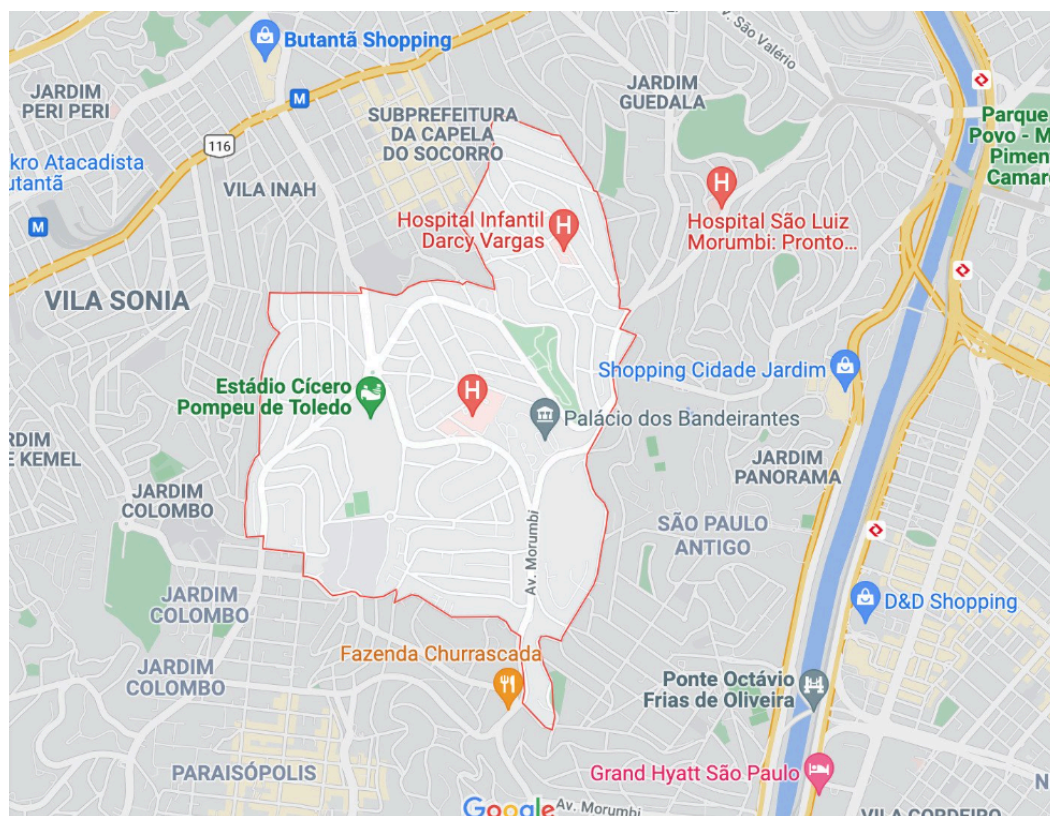 Av. São Valério
Butantã Shopping
JARDIM
PERI PERI
M
JARDIM
GUEDALA
SUBPREFEITURA
DA CAPELA
DO SOCORRO
Parque
Povo - M
Pimen
Camar
116
kro Atacadista
utantã
VILA INAH
M
H
Hospital Infantil
Darcy Vargas
H
Hospital São Luiz
Morumbi: Pronto...
VILA SONIA
Shopping Cidade Jardim
Estádio Cícero
Pompeu de Toledo
H
Palácio dos Bandeirantes
RDIM
E KEMEL
JARDIM
PANORAMA
JARDIM
COLOMBO
Av. Morumbi
SÃO PAULO
ANTIGO
JARDIM
COLOMBO
D&D Shopping
Fazenda Churrascada
JARDIM
COLOMBO
Ponte Octávio
Frias de Oliveira
PARAISÓPOLIS
Grand Hyatt São Paulo
N
Google
Av. Morumbi
VILA CORDEIRO